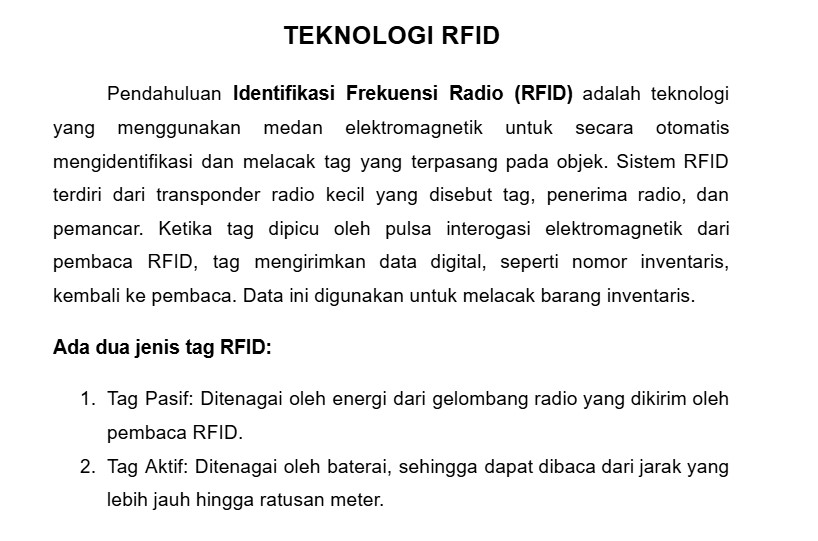 TEKNOLOGI RFID
Pendahuluan Identifikasi Frekuensi Radio (RFID) adalah teknologi
yang menggunakan medan elektromagnetik untuk secara otomatis
mengidentifikasi dan melacak tag yang terpasang pada objek. Sistem RFID
terdiri dari transponder radio kecil yang disebut tag, penerima radio, dan
pemancar. Ketika tag dipicu oleh pulsa interogasi elektromagnetik dari
pembaca RFID, tag mengirimkan data digital, seperti nomor inventaris,
kembali ke pembaca. Data ini digunakan untuk melacak barang inventaris.
Ada dua jenis tag RFID:
1. Tag Pasif: Ditenagai oleh energi dari gelombang radio yang dikirim oleh
pembaca RFID.
2. Tag Aktif: Ditenagai oleh baterai, sehingga dapat dibaca dari jarak yang
lebih jauh hingga ratusan meter.